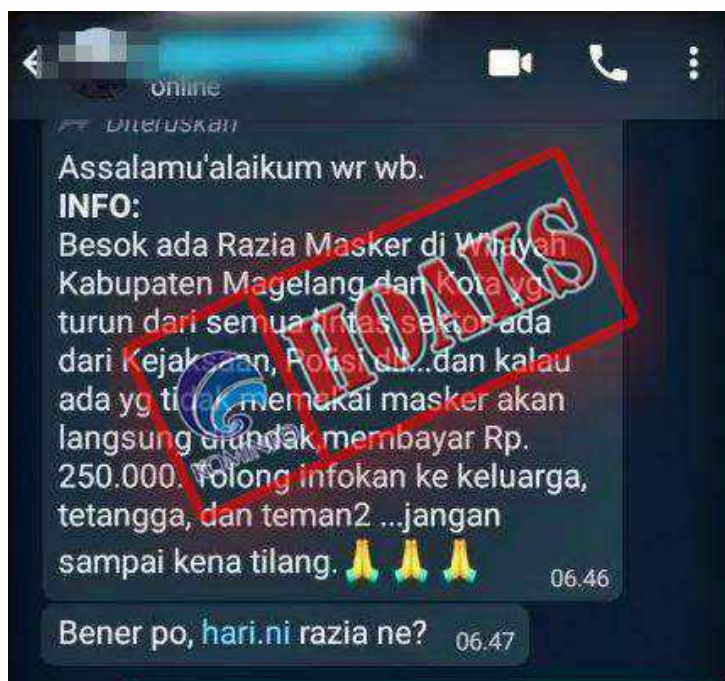 online
Diteruskan
Assalamu'alaikum wr wb.
INFO:
Besok ada Razia Masker di Wilayah
Kabupaten Magelang dan Kota yg
turun dari semua lintas sektor ada
dari Kejaksaan, Polisi dll...dan kalau
ada yg tidak memakai masker akan
langsung ditindak membayar Rp.
250.000. Tolong infokan ke keluarga,
tetangga, dan teman2 ...jangan
sampai kena tilang. 🙏 🙏 🙏
06.46
HOAKS
KOMINFO
Bener po, hari.ni razia ne? 06.47